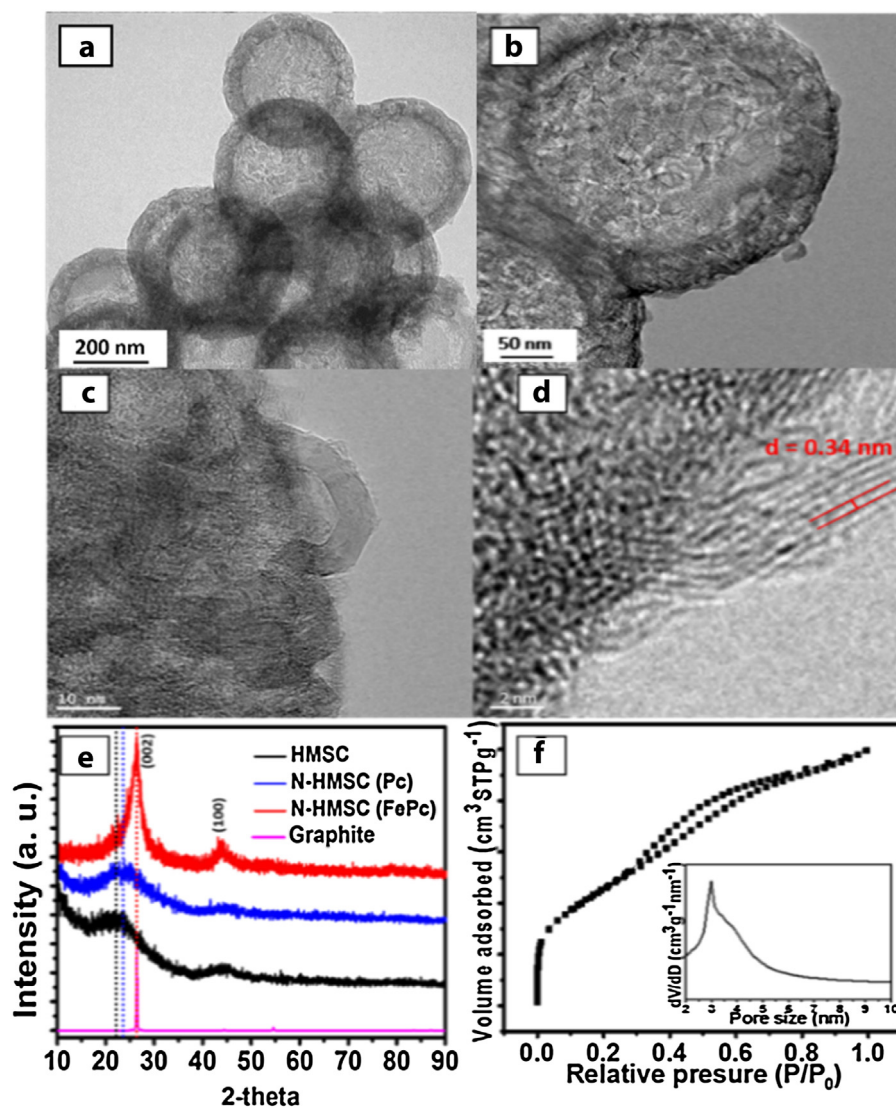 a
200 nm
b
50 nm
c
10 nm
d
d = 0.34 nm
2 nm
e
(002)
(100)
HMSC
N-HMSC (Pc)
N-HMSC (FePc)
Graphite
Intensity (a. u.)
10 20 30 40 50 60 70 80 90
2-theta
f
Volume adsorbed (cm³STPg⁻¹)
dV/dD (cm³g⁻¹nm⁻¹)
2 3 4 5 6 7 8 9 10
Pore size (nm)
0.0 0.2 0.4 0.6 0.8 1.0
Relative presure (P/P₀)